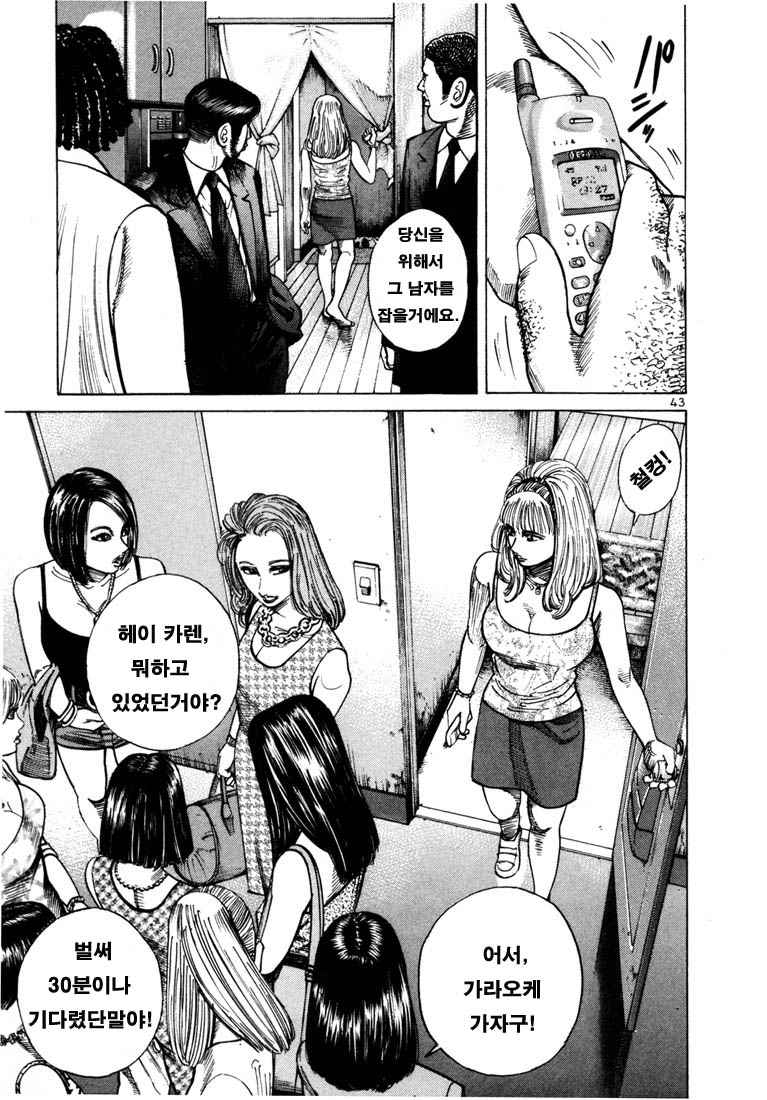 パ
당신을
위해서
그 남자를
잡을거에요.
43
철컹!
헤이 카렌,
뭐하고
있었던거야?
벌써
30분이나
기다렸단말야!
어서,
가라오케
가자구!